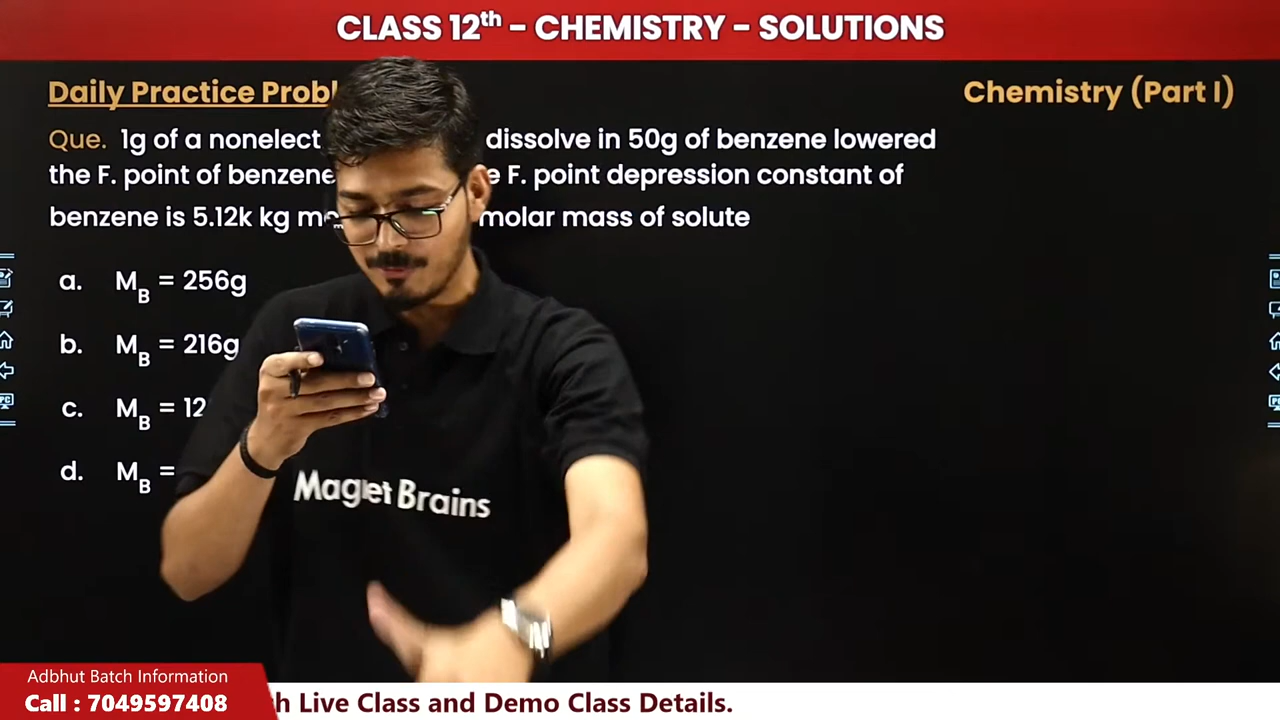 CLASS 12th - CHEMISTRY - SOLUTIONS
Daily Practice Probl
Chemistry (Part I)
Que. 1g of a nonelect dissolve in 50g of benzene lowered
the F. point of benzene e F. point depression constant of
benzene is 5.12k kg molar mass of solute
a. MB = 256g
b. MB = 216g
c. MB = 12
d. MB =
Magnet Brains
Adbhut Batch Information
Call : 7049597408
h Live Class and Demo Class Details.